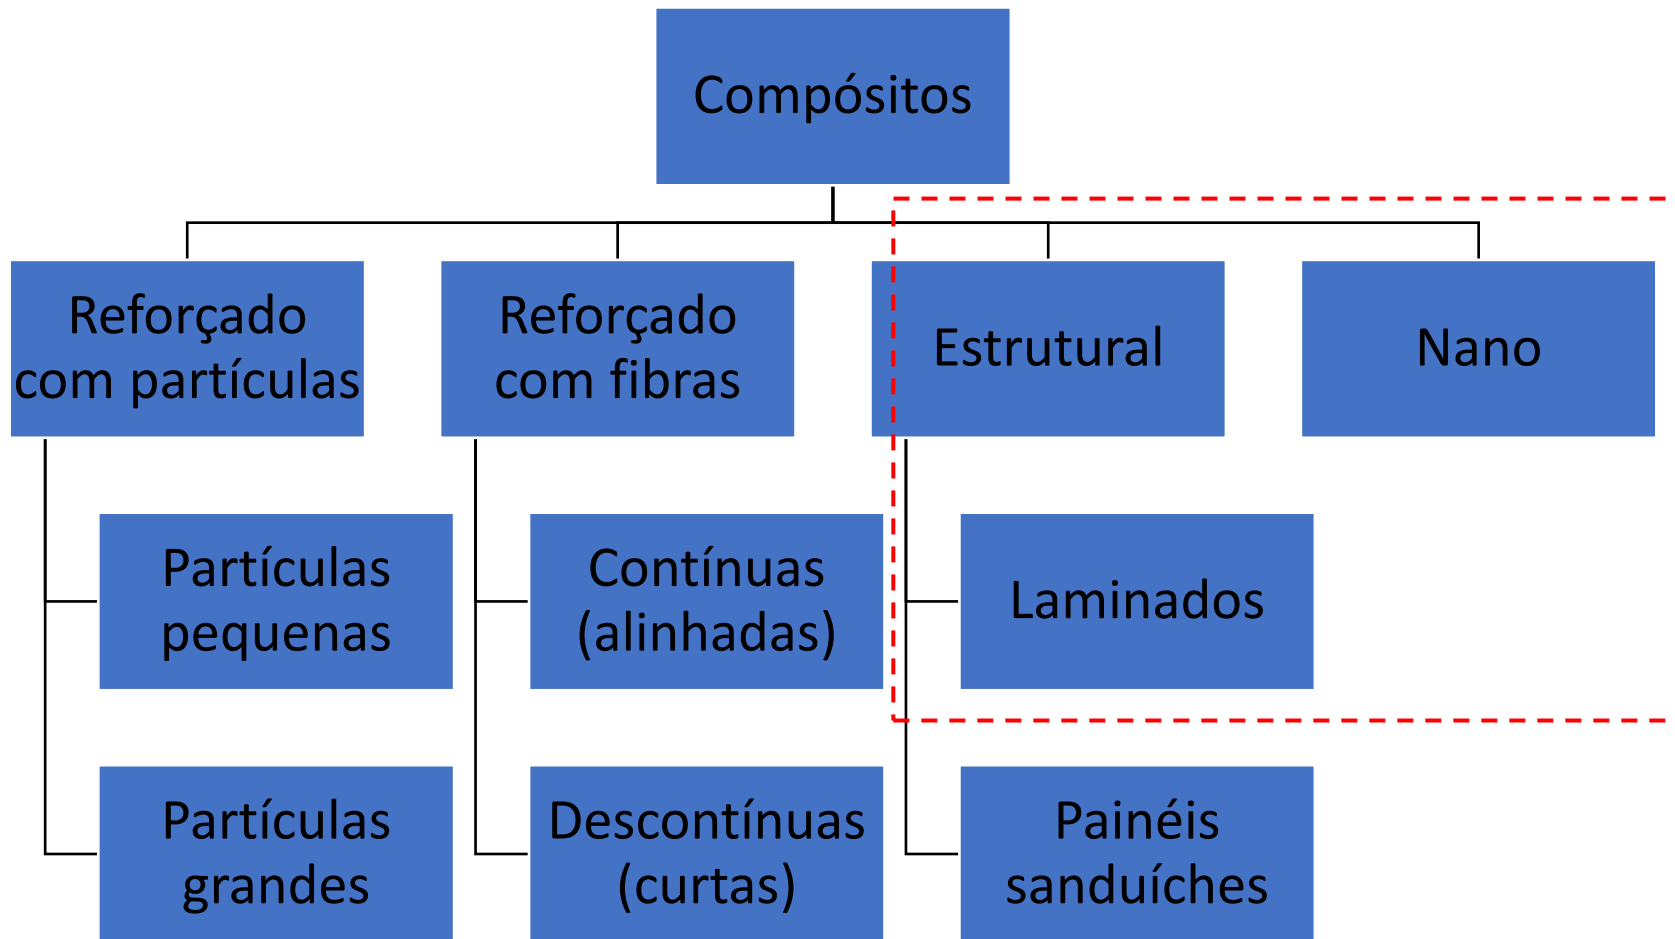 Compósitos
Reforçado
com partículas
Reforçado
com fibras
Estrutural
Nano
Partículas
pequenas
Contínuas
(alinhadas)
Laminados
Partículas
grandes
Descontínuas
(curtas)
Painéis
sanduíches